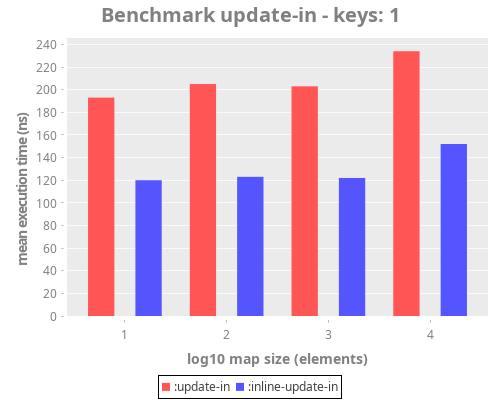 Benchmark update-in - keys: 1
mean execution time (ns)
240
220
200
180
160
140
120
100
80
60
40
20
0
1 2 3 4
log10 map size (elements)
:update-in :inline-update-in